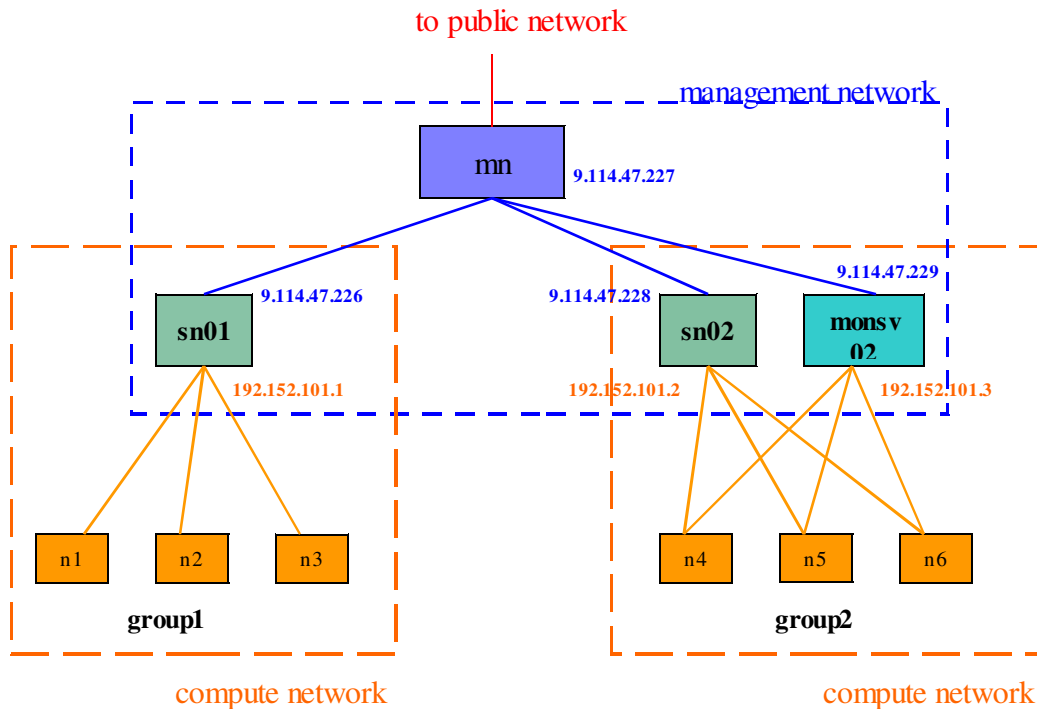 to public network
management network
mn
9.114.47.227
9.114.47.229
9.114.47.226
9.114.47.228
sn01
sn02
monsv
02
192.152.101.1
192.152.101.2
192.152.101.3
n1
n2
n3
n4
n5
n6
group1
group2
compute network
compute network